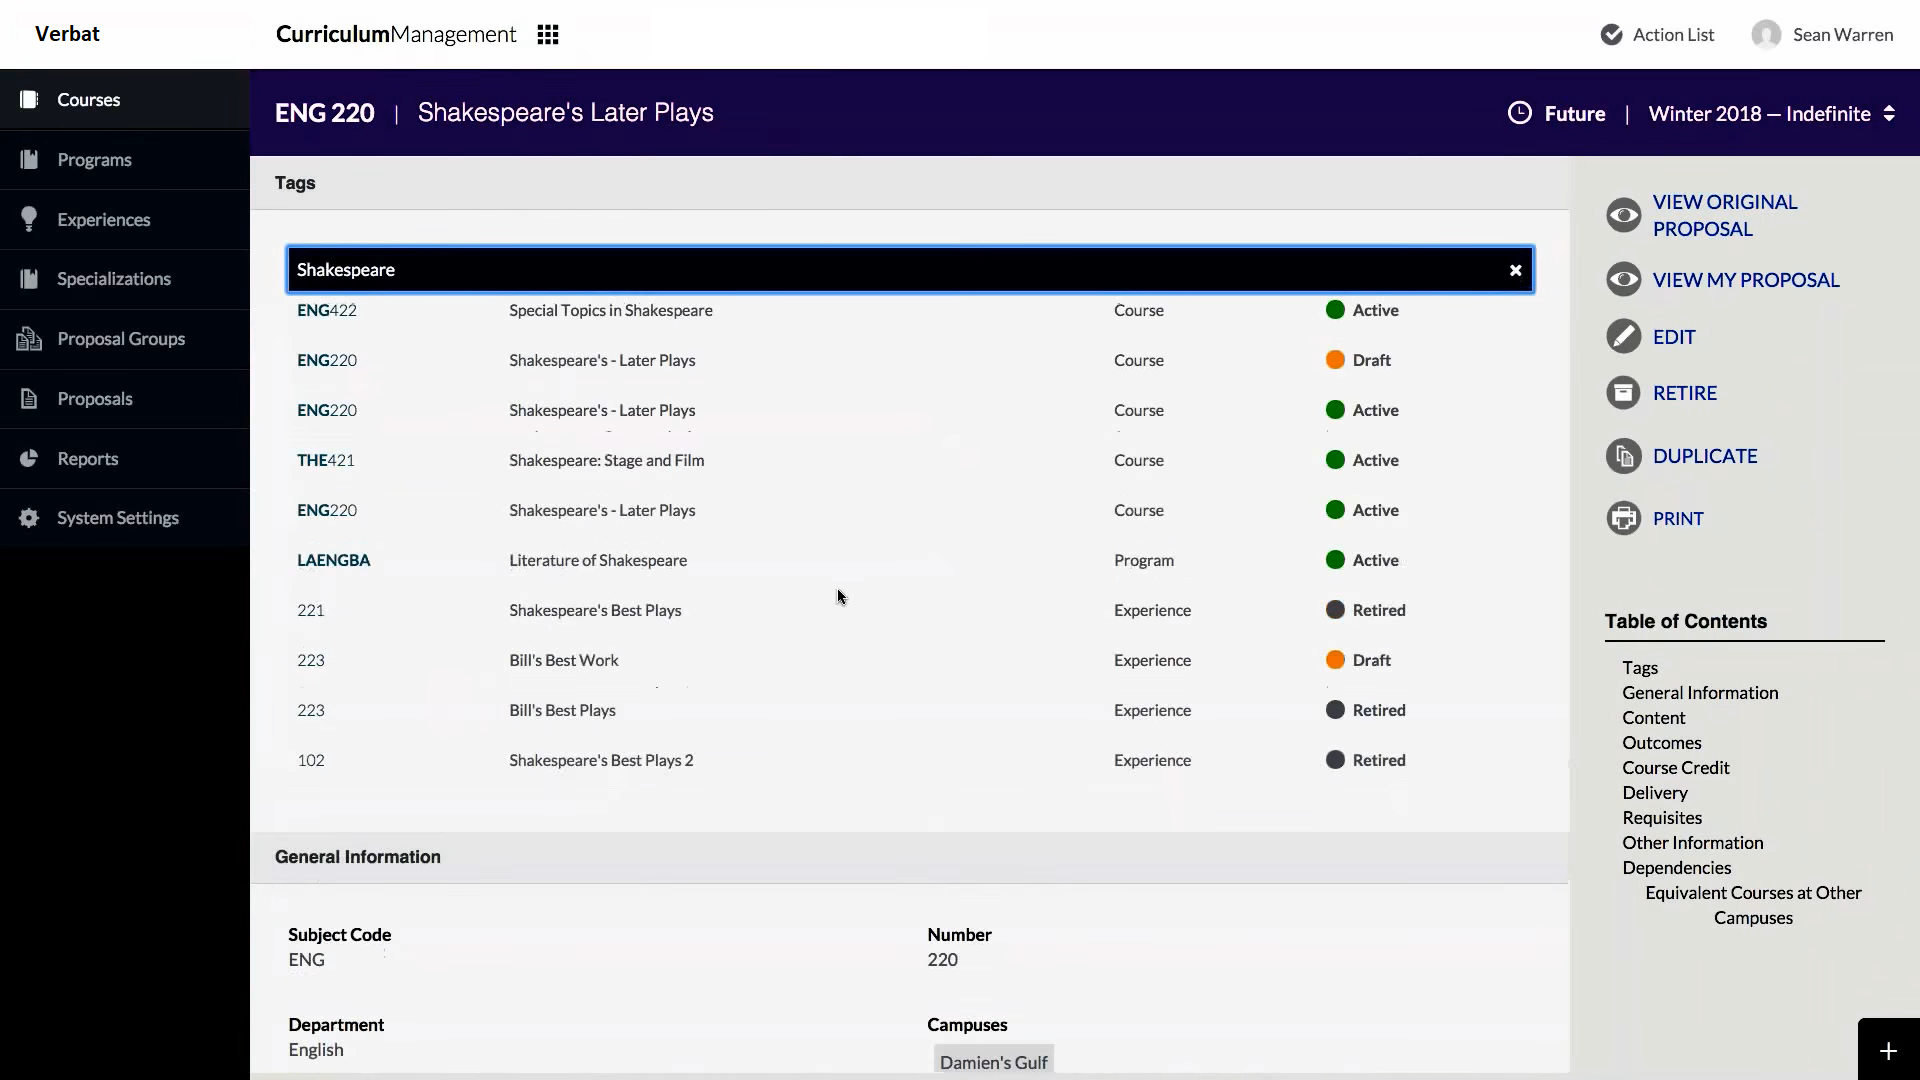 Verbat
CurriculumManagement
Action List
Sean Warren
Courses
Programs
Experiences
Specializations
Proposal Groups
Proposals
Reports
System Settings
ENG 220 | Shakespeare's Later Plays
Future | Winter 2018 — Indefinite
Tags
Shakespeare
ENG422 Special Topics in Shakespeare Course Active
ENG220 Shakespeare's - Later Plays Course Draft
ENG220 Shakespeare's - Later Plays Course Active
THE421 Shakespeare: Stage and Film Course Active
ENG220 Shakespeare's - Later Plays Course Active
LAENGBA Literature of Shakespeare Program Active
221 Shakespeare's Best Plays Experience Retired
223 Bill's Best Work Experience Draft
223 Bill's Best Plays Experience Retired
102 Shakespeare's Best Plays 2 Experience Retired
General Information
Subject Code
ENG
Number
220
Department
English
Campuses
Damien's Gulf
VIEW ORIGINAL
PROPOSAL
VIEW MY PROPOSAL
EDIT
RETIRE
DUPLICATE
PRINT
Table of Contents
Tags
General Information
Content
Outcomes
Course Credit
Delivery
Requisites
Other Information
Dependencies
Equivalent Courses at Other
Campuses